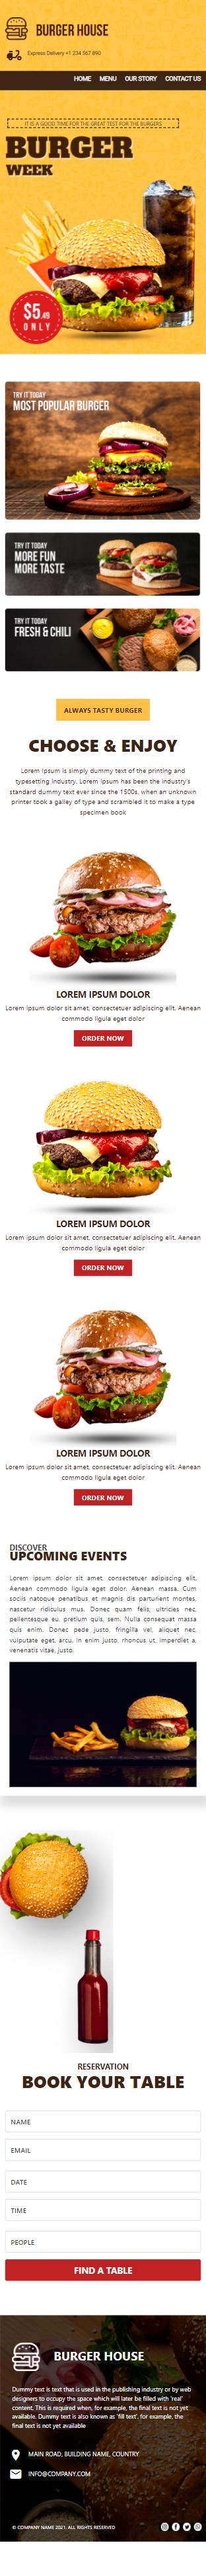 BURGER HOUSE
Express Delivery +1 234 567 890
HOME MENU OUR STORY CONTACT US
IT IS A GOOD TIME FOR THE GREAT TEST FOR THE BURGERS
BURGER
WEEK
$5.49
ONLY
TRY IT TODAY
MOST POPULAR BURGER
TRY IT TODAY
MORE FUN
MORE TASTE
TRY IT TODAY
FRESH & CHILI
ALWAYS TASTY BURGER
CHOOSE & ENJOY
Lorem Ipsum is simply dummy text of the printing and
typesetting industry. Lorem Ipsum has been the industry's
standard dummy text ever since the 1500s, when an unknown
printer took a galley of type and scrambled it to make a type
specimen book
LOREM IPSUM DOLOR
Lorem ipsum dolor sit amet, consectetuer adipiscing elit. Aenean
commodo ligula eget dolor
ORDER NOW
LOREM IPSUM DOLOR
Lorem ipsum dolor sit amet, consectetuer adipiscing elit. Aenean
commodo ligula eget dolor
ORDER NOW
LOREM IPSUM DOLOR
Lorem ipsum dolor sit amet, consectetuer adipiscing elit. Aenean
commodo ligula eget dolor
ORDER NOW
DISCOVER
UPCOMING EVENTS
Lorem ipsum dolor sit amet, consectetuer adipiscing elit.
Aenean commodo ligula eget dolor. Aenean massa. Cum
sociis natoque penatibus et magnis dis parturient montes,
nascetur ridiculus mus. Donec quam felis, ultricies nec,
pellentesque eu, pretium quis, sem. Nulla consequat massa
quis enim. Donec pede justo, fringilla vel, aliquet nec,
vulputate eget, arcu. In enim justo, rhoncus ut, imperdiet a,
venenatis vitae, justo.
RESERVATION
BOOK YOUR TABLE
NAME
EMAIL
DATE
TIME
PEOPLE
FIND A TABLE
BURGER HOUSE
Dummy text is text that is used in the publishing industry or by web
designers to occupy the space which will later be filled with 'real'
content. This is required when, for example, the final text is not yet
available. Dummy text is also known as 'fill text'. for example, the
final text is not yet available
MAIN ROAD, BUILDING NAME, COUNTRY
INFO@COMPANY.COM
© COMPANY NAME 2021. ALL RIGHTS RESERVED